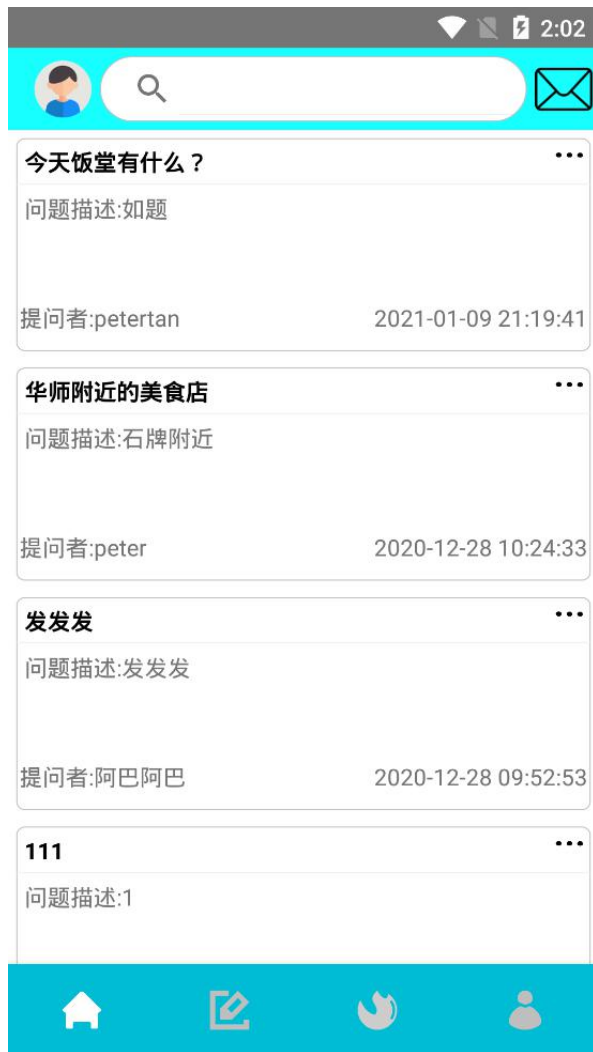 2:02
今天饭堂有什么？
问题描述:如题
提问者:petertan 2021-01-09 21:19:41
华师附近的美食店
问题描述:石牌附近
提问者:peter 2020-12-28 10:24:33
发发发
问题描述:发发发
提问者:阿巴阿巴 2020-12-28 09:52:53
111
问题描述:1